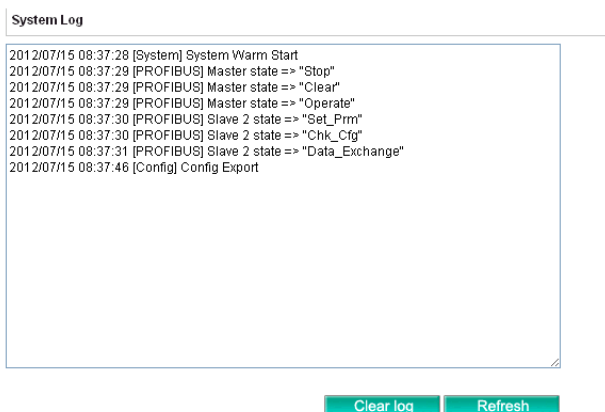 System Log
2012/07/15 08:37:28 [System] System Warm Start
2012/07/15 08:37:29 [PROFIBUS] Master state => "Stop"
2012/07/15 08:37:29 [PROFIBUS] Master state => "Clear"
2012/07/15 08:37:29 [PROFIBUS] Master state => "Operate"
2012/07/15 08:37:30 [PROFIBUS] Slave 2 state => "Set_Prm"
2012/07/15 08:37:30 [PROFIBUS] Slave 2 state => "Chk_Cfg"
2012/07/15 08:37:31 [PROFIBUS] Slave 2 state => "Data_Exchange"
2012/07/15 08:37:46 [Config] Config Export
Clear log Refresh